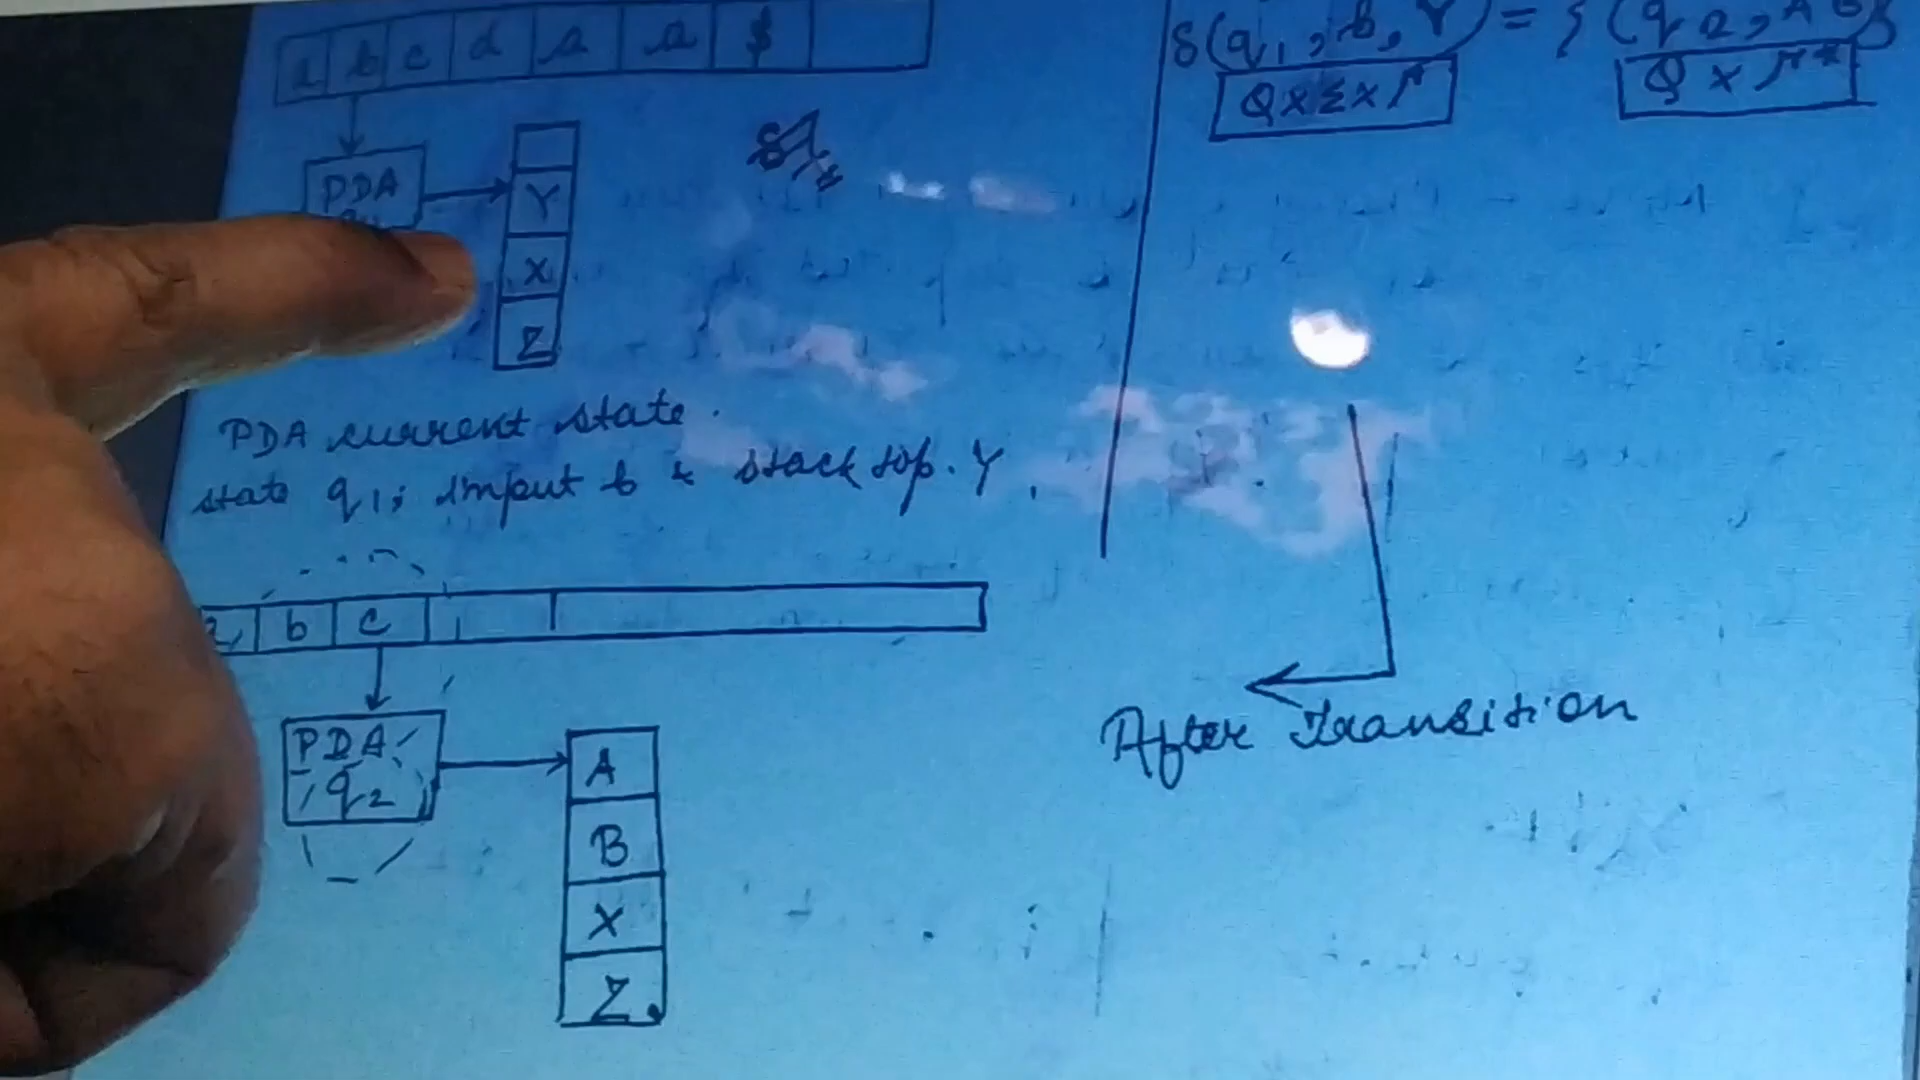 a b c d a a $
δ(q1, b, Y) = { (q2, AB)}
Q x Σ x Γ
Q x Γ*
PDA
Y
X
Z
PDA current state.
state q1; input b & stack top. Y
a b c
PDA
q2
A
B
X
Z
After Transition